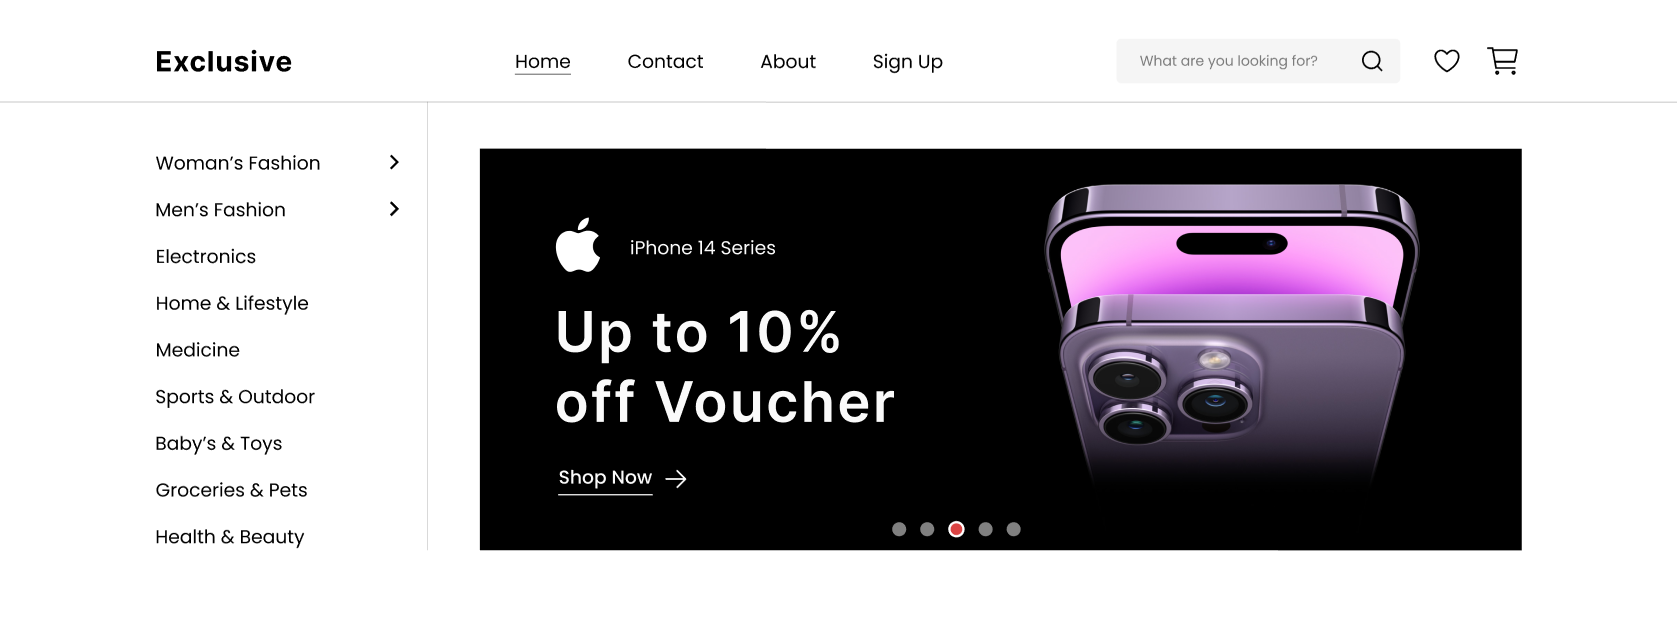 Exclusive
Home
Contact
About
Sign Up
What are you looking for?
Woman’s Fashion
Men’s Fashion
Electronics
Home & Lifestyle
Medicine
Sports & Outdoor
Baby’s & Toys
Groceries & Pets
Health & Beauty
iPhone 14 Series
Up to 10%
off Voucher
Shop Now